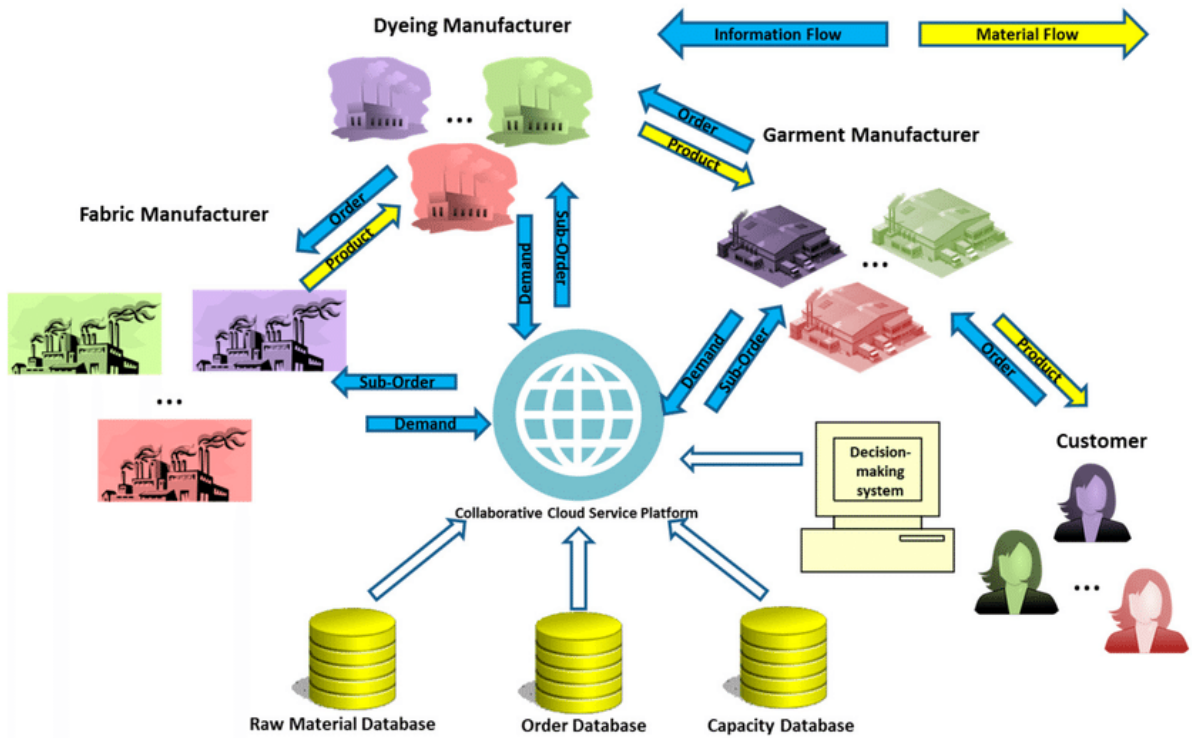 Dyeing Manufacturer
Information Flow
Material Flow
...
Order
Product
Garment Manufacturer
Fabric Manufacturer
Order
Product
Demand
Sub-Order
...
Demand
Sub-Order
Product
Order
Sub-Order
Demand
...
Customer
Decision-
making
system
Collaborative Cloud Service Platform
...
Raw Material Database
Order Database
Capacity Database